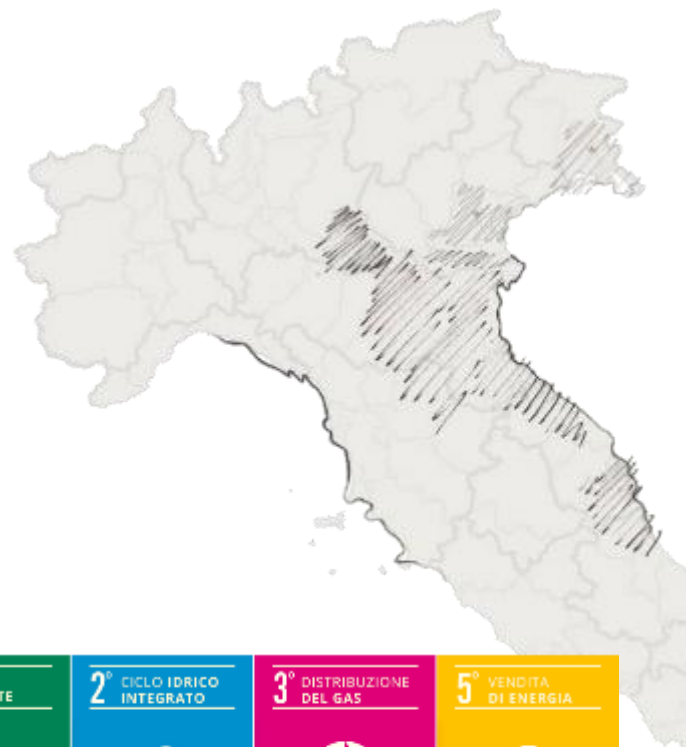 TE
2° CICLO IDRICO
INTEGRATO
3° DISTRIBUZIONE
DEL GAS
5° VENDITA
DI ENERGIA